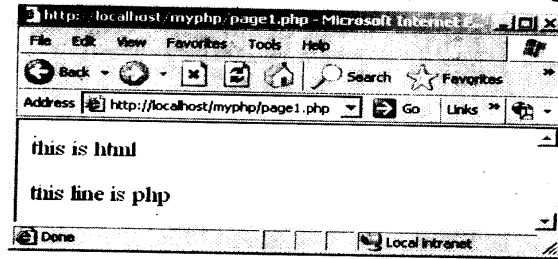 http://localhost/myphp/page1.php - Microsoft Internet E...
File Edit View Favorites Tools Help
Back Search Favorites »
Address http://localhost/myphp/page1.php Go Links »
this is html
this line is php
Done Local intranet